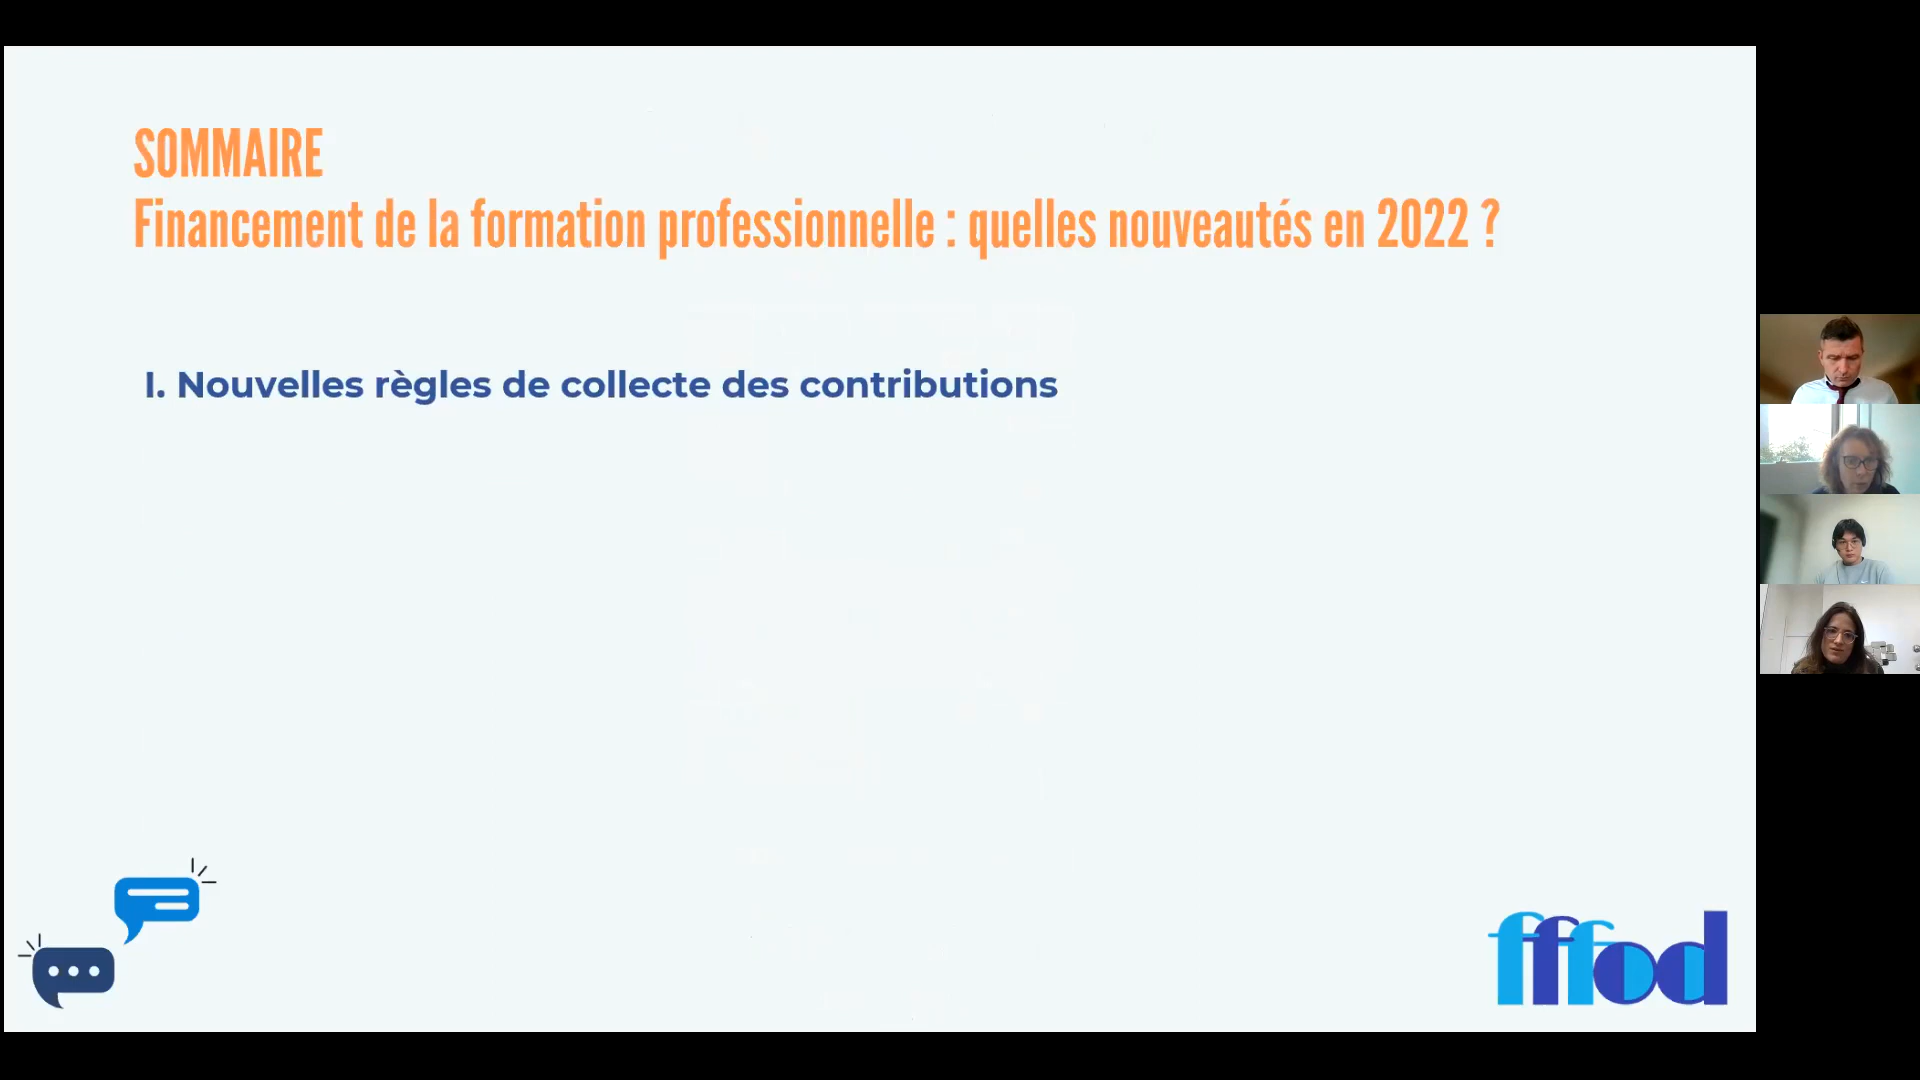 SOMMAIRE
Financement de la formation professionnelle : quelles nouveautés en 2022 ?
I. Nouvelles règles de collecte des contributions
fffod